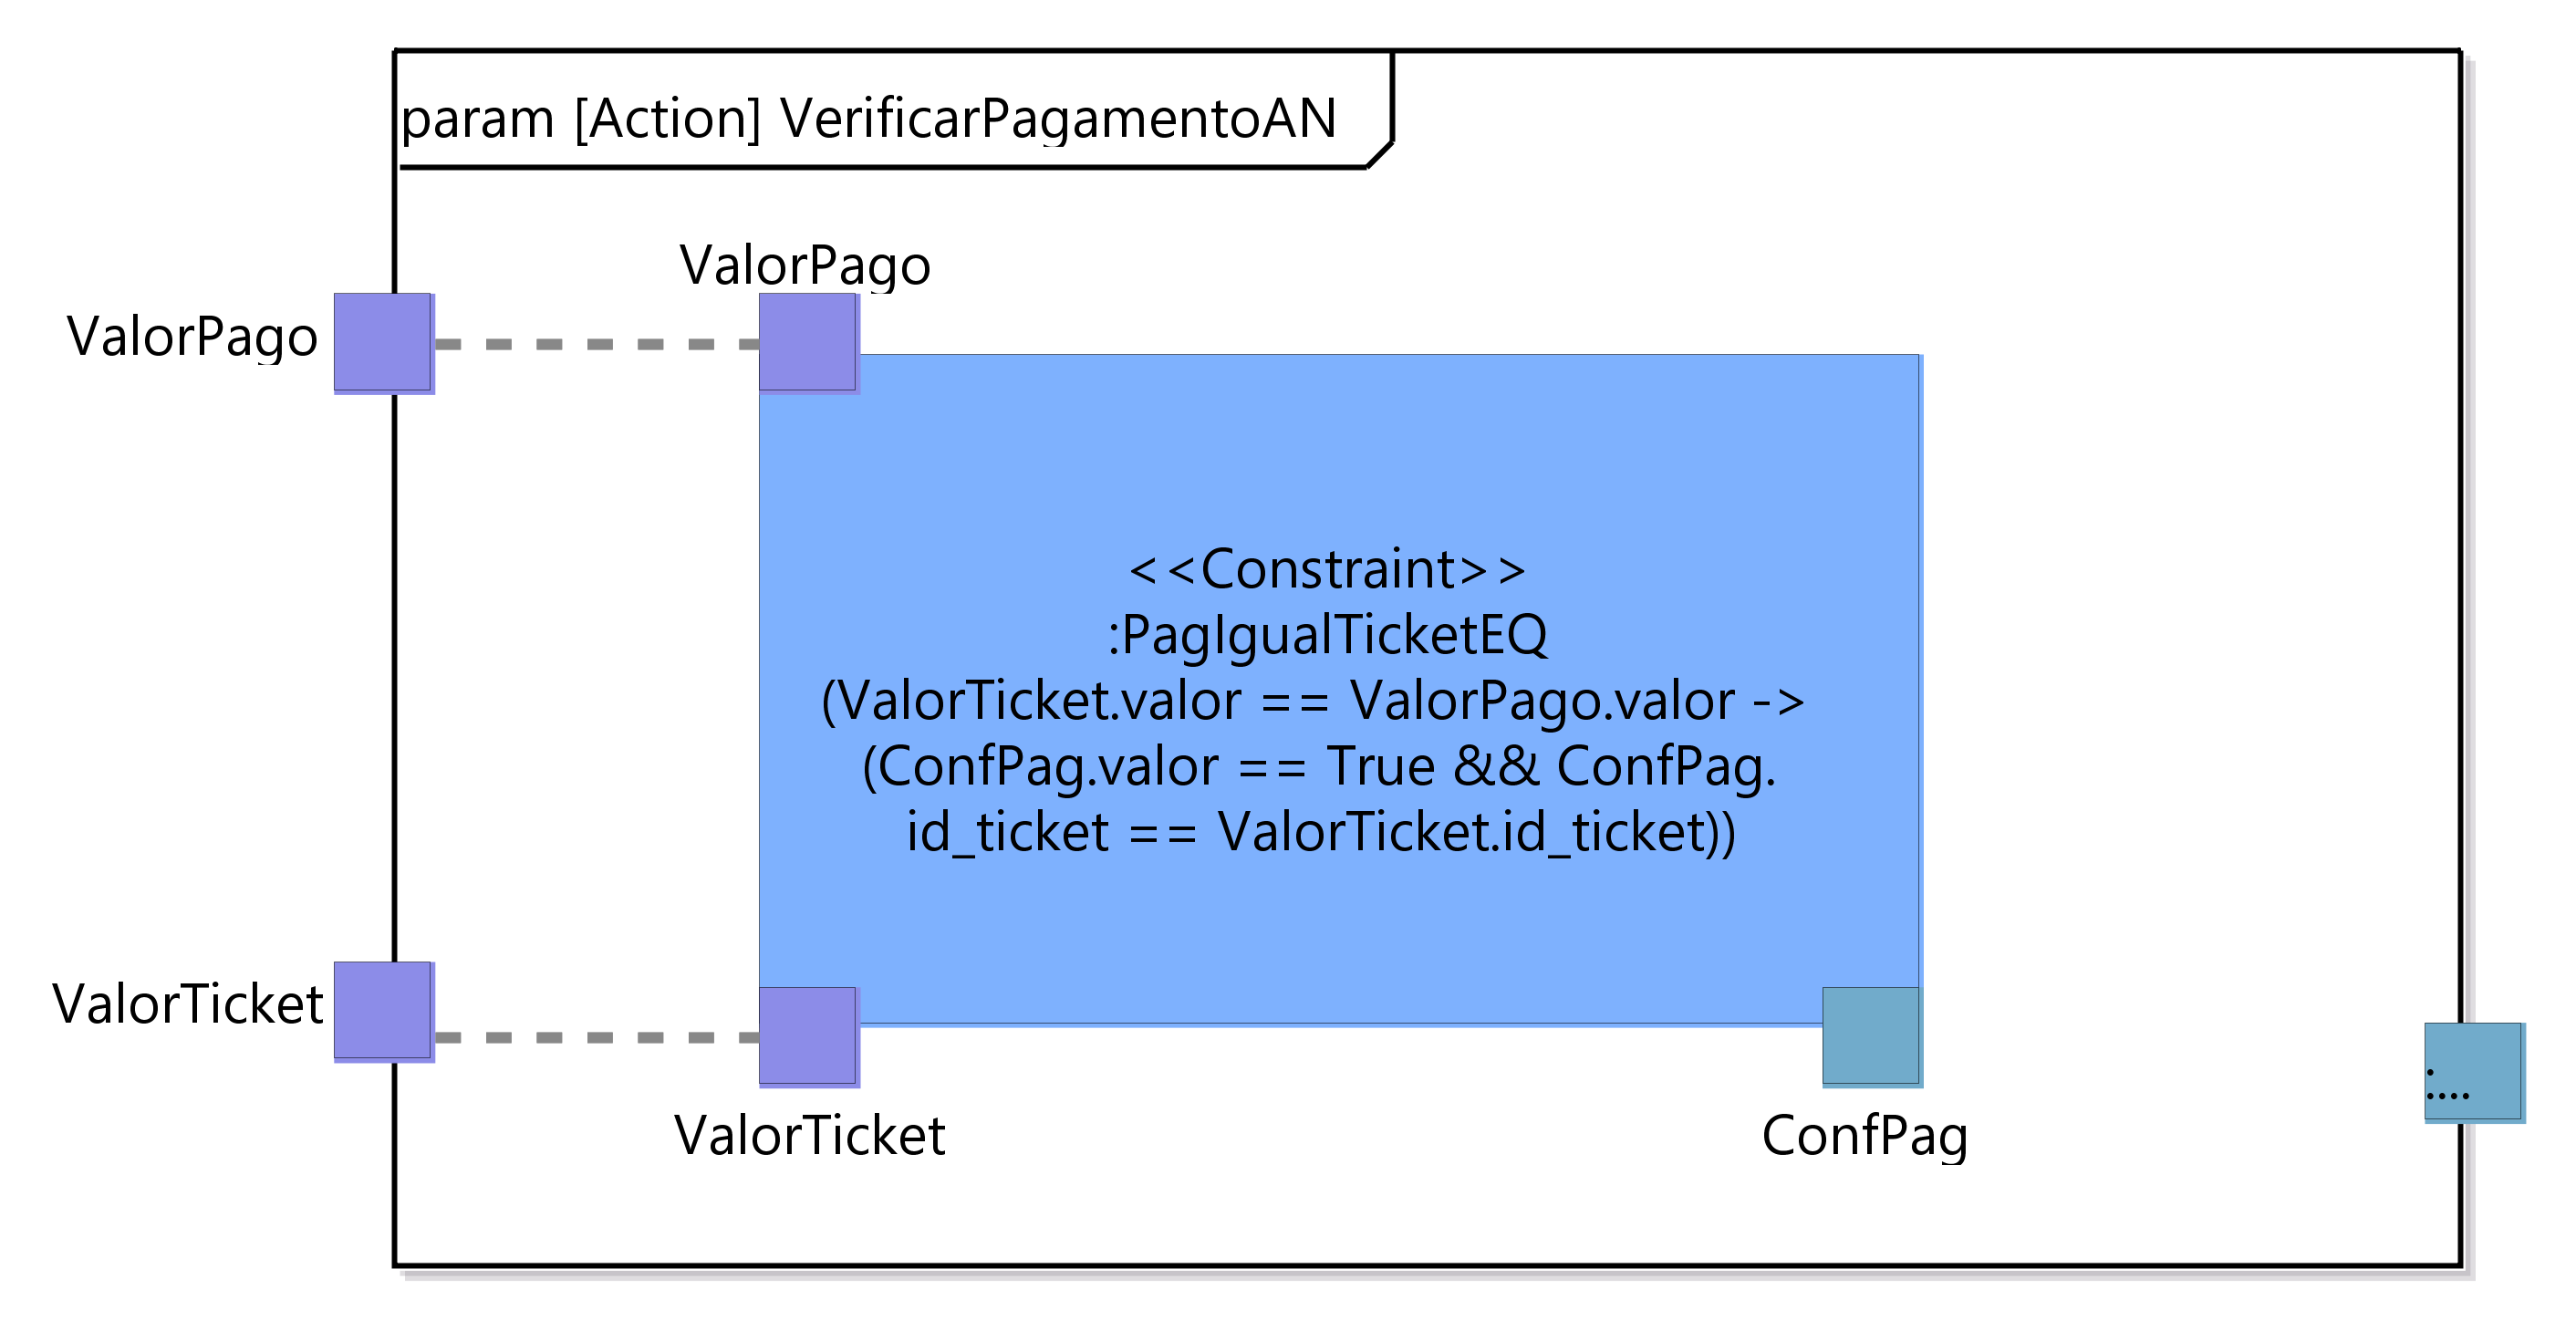 param [Action] VerificarPagamentoAN
ValorPago
ValorPago
<<Constraint>>
:PagIgualTicketEQ
(ValorTicket.valor == ValorPago.valor ->
(ConfPag.valor == True && ConfPag.
id_ticket == ValorTicket.id_ticket))
ValorTicket
ValorTicket
ConfPag
.
....